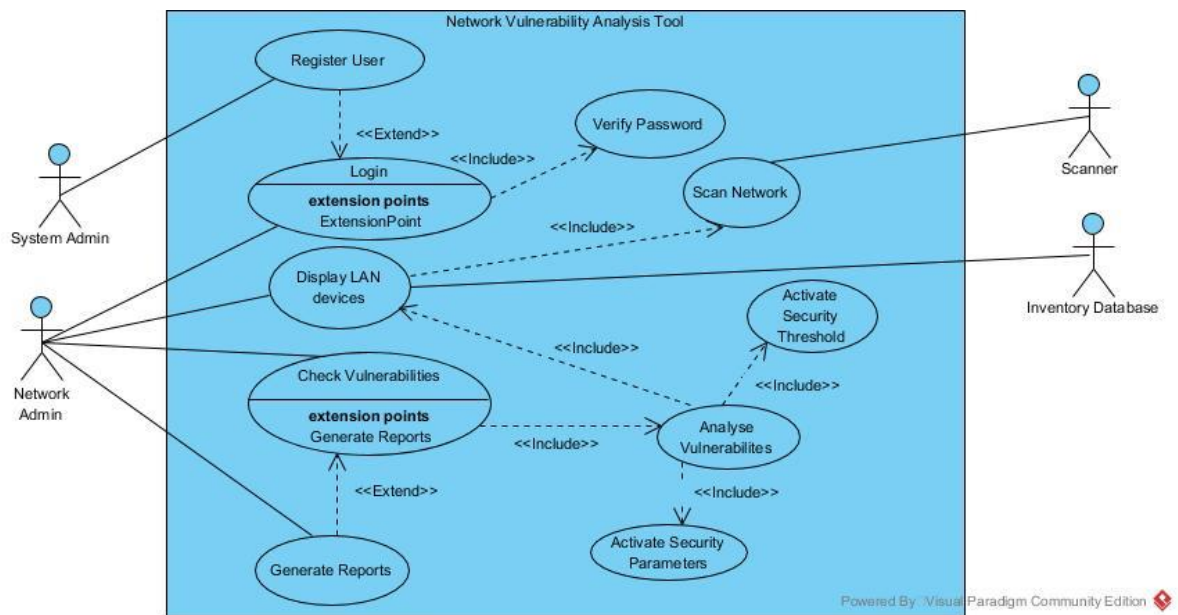 Network Vulnerability Analysis Tool
Register User
<<Extend>>
Verify Password
<<Include>>
Login
extension points
ExtensionPoint
System Admin
Scan Network
Scanner
<<Include>>
Display LAN
devices
Inventory Database
Activate
Security
Threshold
<<Include>>
Network
Admin
Check Vulnerabilities
extension points
Generate Reports
<<Include>>
<<Include>>
Analyse
Vulnerabilites
<<Extend>>
<<Include>>
Generate Reports
Activate Security
Parameters
Powered By Visual Paradigm Community Edition